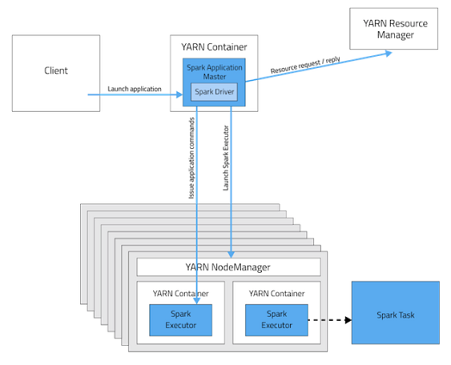 Client
Launch application
YARN Container
Spark Application
Master
Spark Driver
Resource request / reply
YARN Resource
Manager
Issue application commands
Launch Spark Executor
YARN NodeManager
YARN Container
Spark
Executor
YARN Container
Spark
Executor
Spark Task